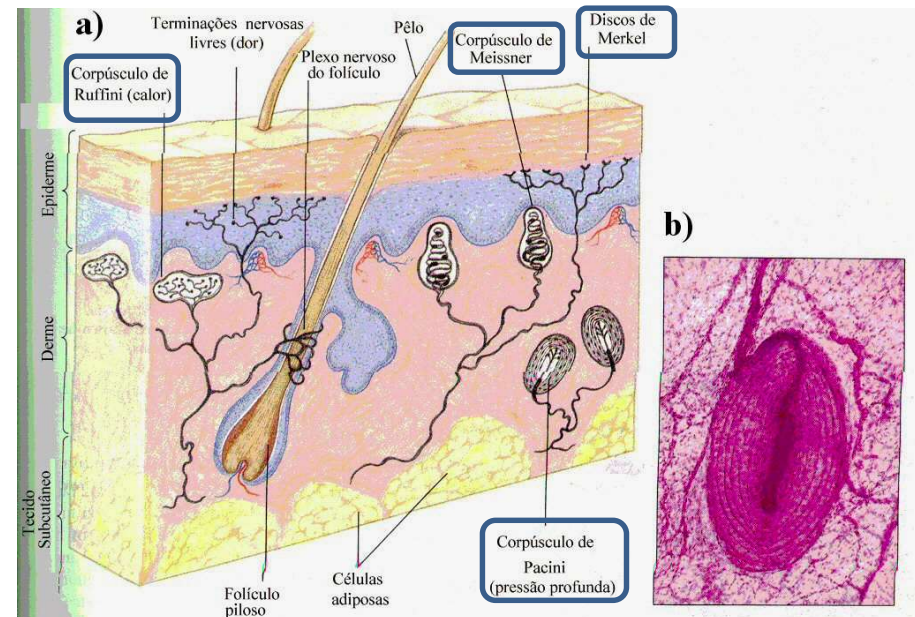 a)
Terminações nervosas
livres (dor)
Pêlo
Discos de
Merkel
Corpúsculo de
Meissner
Plexo nervoso
do folículo
Corpúsculo de
Ruffini (calor)
Epiderme
b)
Derme
Tecido
Subcutâneo
Corpúsculo de
Pacini
(pressão profunda)
Células
adiposas
Folículo
piloso